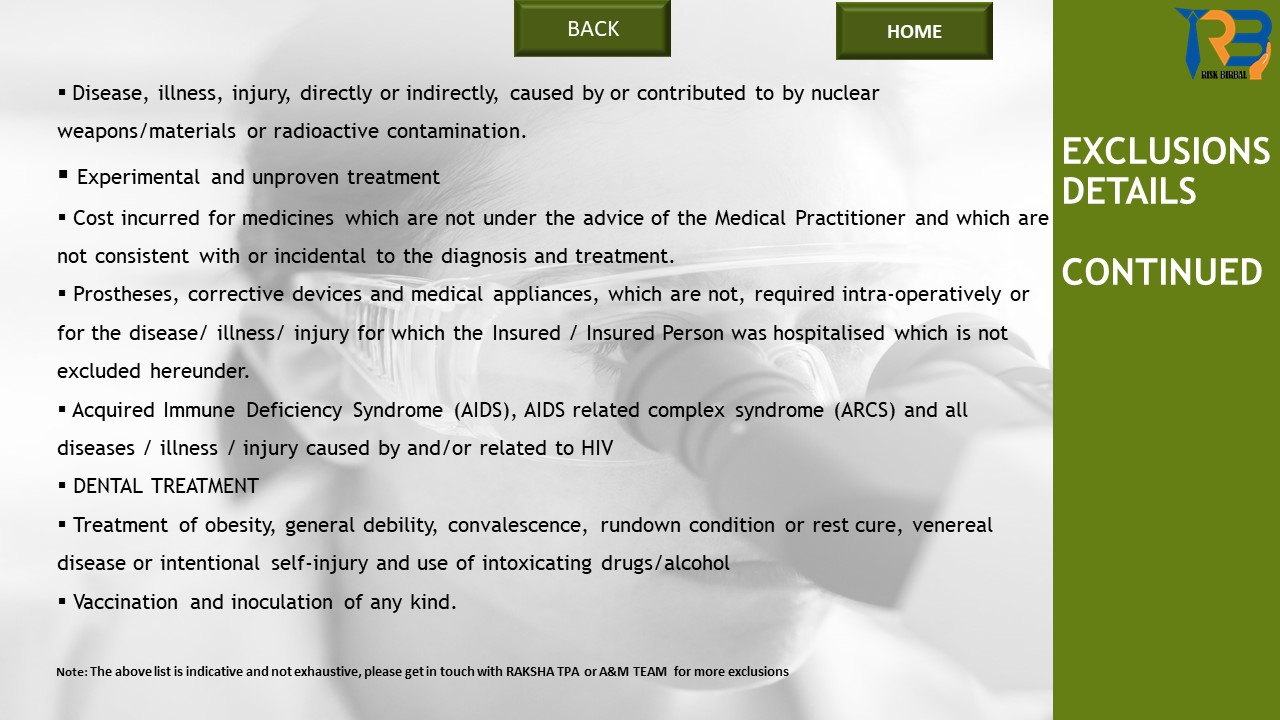 BACK
HOME
RB
RISK BIRBAL
▪ Disease, illness, injury, directly or indirectly, caused by or contributed to by nuclear
weapons/materials or radioactive contamination.
▪ Experimental and unproven treatment
▪ Cost incurred for medicines which are not under the advice of the Medical Practitioner and which are
not consistent with or incidental to the diagnosis and treatment.
▪ Prostheses, corrective devices and medical appliances, which are not, required intra-operatively or
for the disease/ illness/ injury for which the Insured / Insured Person was hospitalised which is not
excluded hereunder.
▪ Acquired Immune Deficiency Syndrome (AIDS), AIDS related complex syndrome (ARCS) and all
diseases / illness / injury caused by and/or related to HIV
▪ DENTAL TREATMENT
▪ Treatment of obesity, general debility, convalescence, rundown condition or rest cure, venereal
disease or intentional self-injury and use of intoxicating drugs/alcohol
▪ Vaccination and inoculation of any kind.
Note: The above list is indicative and not exhaustive, please get in touch with RAKSHA TPA or A&M TEAM for more exclusions
EXCLUSIONS
DETAILS
CONTINUED